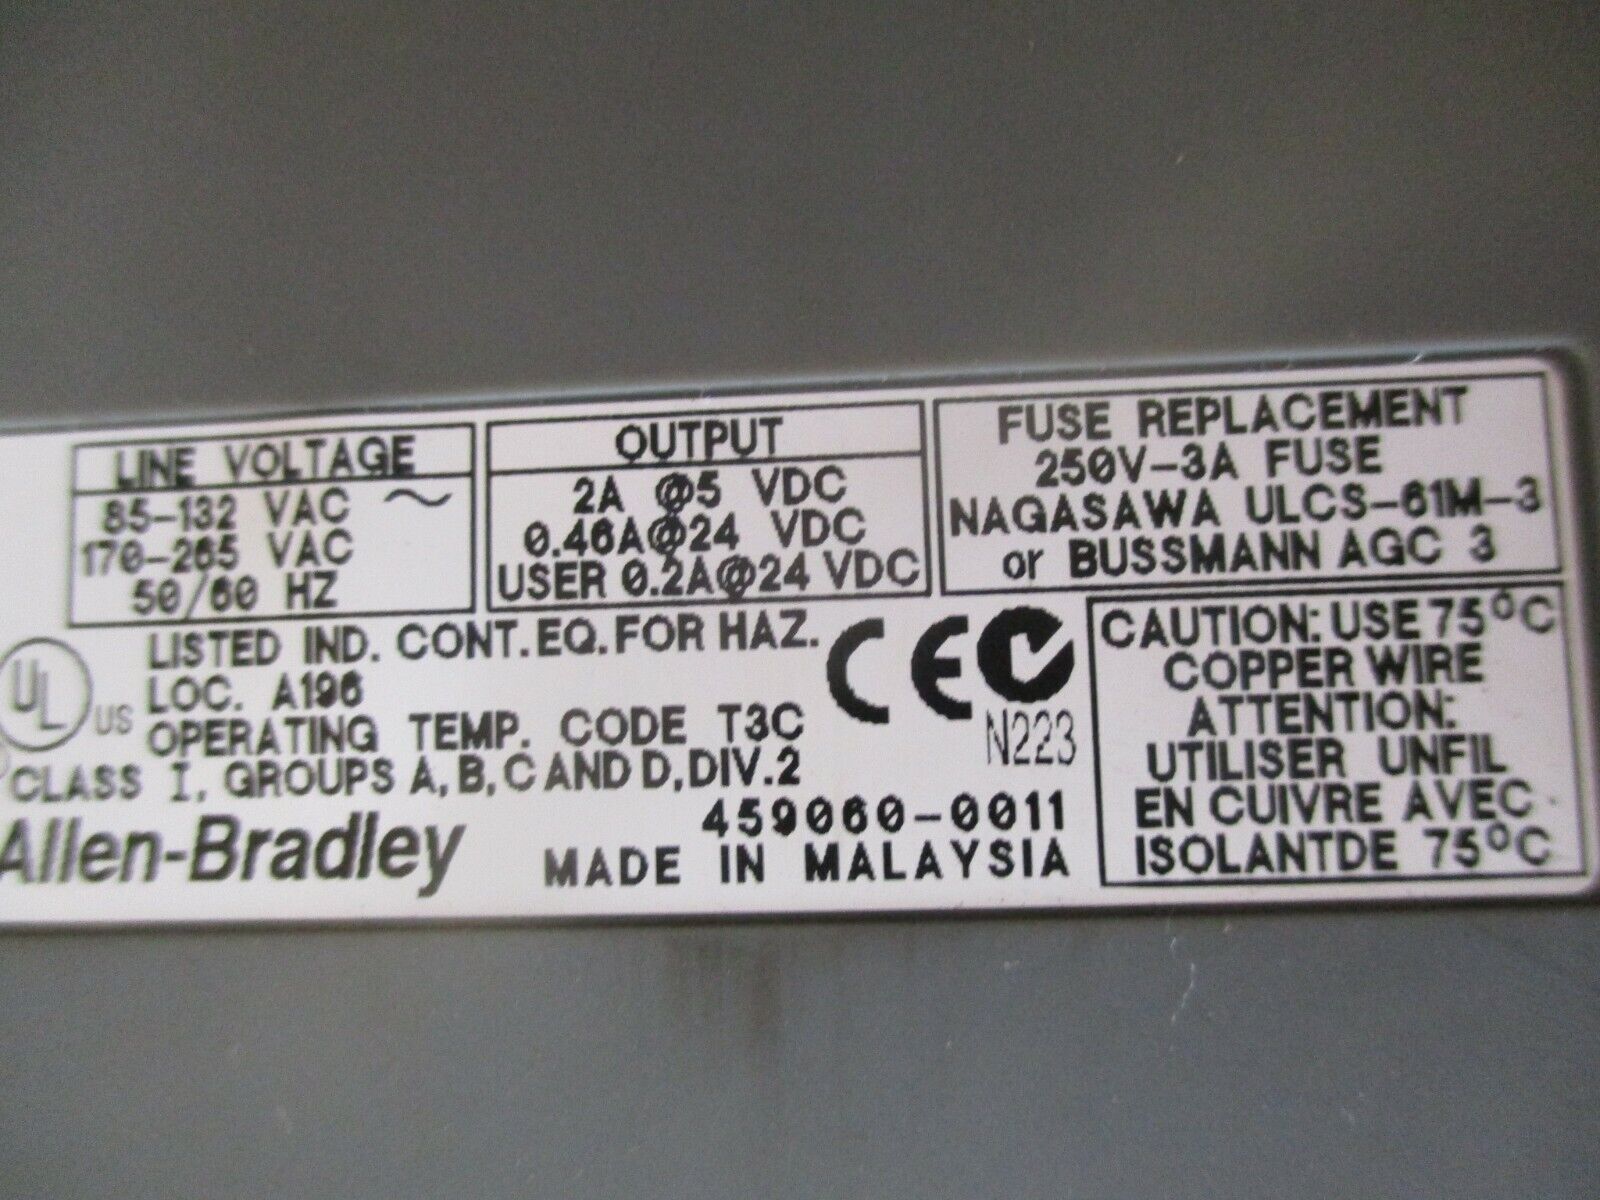 LINE VOLTAGE
85-132 VAC ~
170-265 VAC
50/60 HZ
OUTPUT
2A @5 VDC
0.46A@24 VDC
USER 0.2A@24 VDC
FUSE REPLACEMENT
250V-3A FUSE
NAGASAWA ULCS-61M-3
or BUSSMANN AGC 3
UL US
LISTED IND. CONT. EQ. FOR HAZ.
LOC. A196
OPERATING TEMP. CODE T3C
CLASS I, GROUPS A, B, C AND D, DIV.2
CE
N223
CAUTION: USE 75°C
COPPER WIRE
ATTENTION:
UTILISER UNFIL
EN CUIVRE AVEC
ISOLANTDE 75°C
Allen-Bradley
459060-0011
MADE IN MALAYSIA